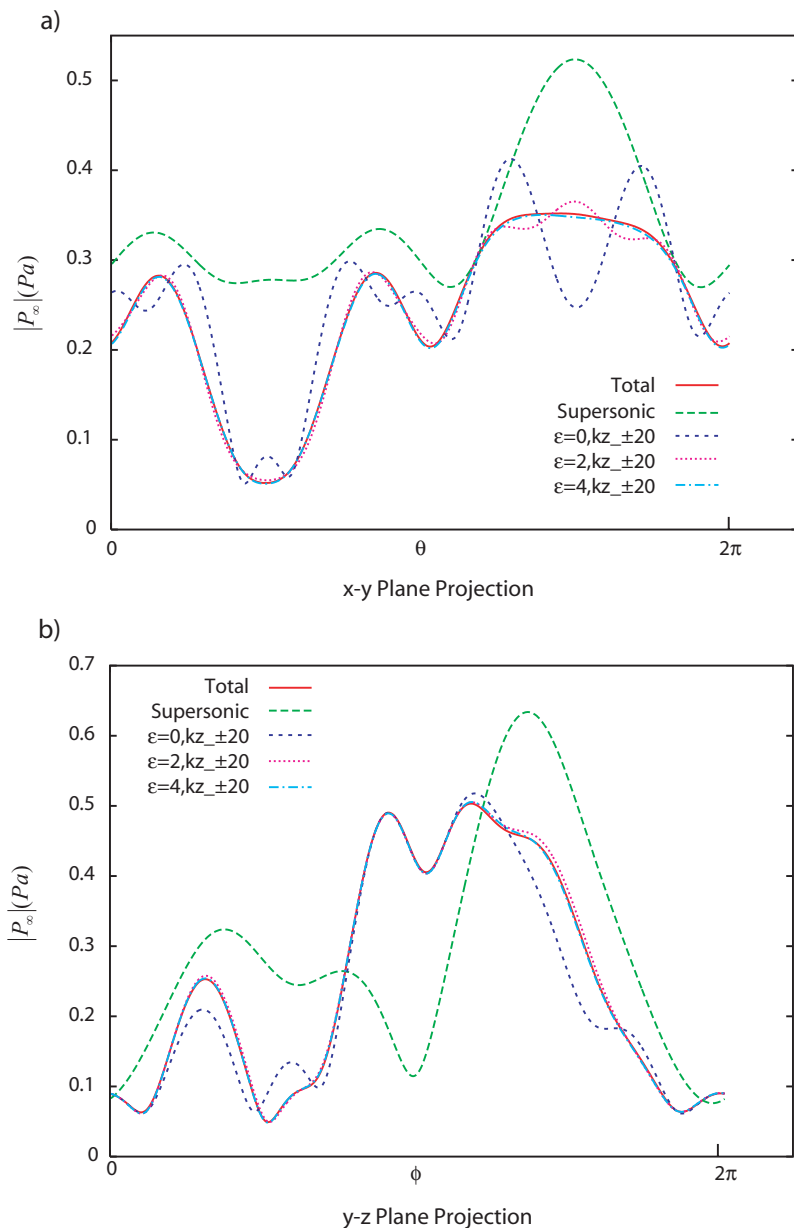 a)
0.5
0.4
0.3
0.2
0.1
0
|P∞|(Pa)
Total
Supersonic
ε=0,kz_±20
ε=2,kz_±20
ε=4,kz_±20
0 θ 2π
x-y Plane Projection
b)
0.7
0.6
0.5
0.4
0.3
0.2
0.1
0
|P∞|(Pa)
Total
Supersonic
ε=0,kz_±20
ε=2,kz_±20
ε=4,kz_±20
0 ϕ 2π
y-z Plane Projection